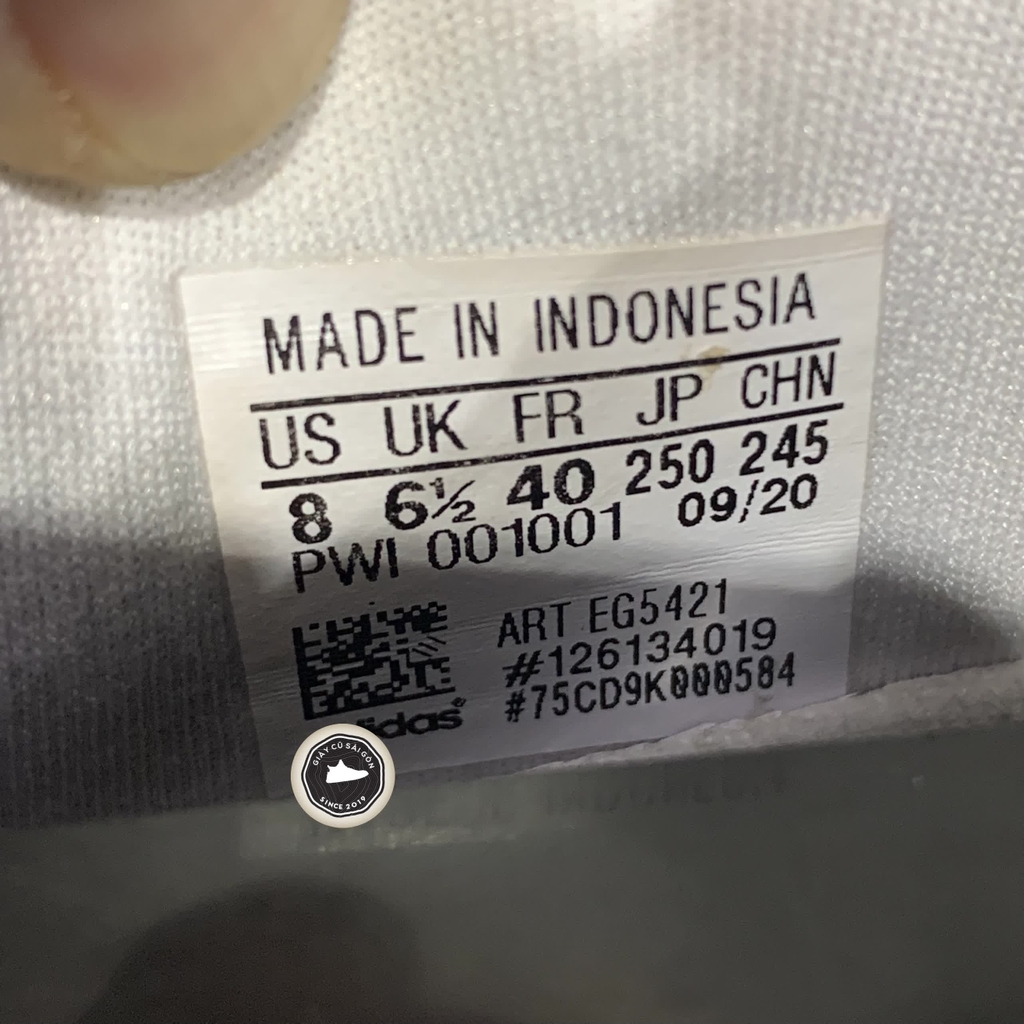 MADE IN INDONESIA
US UK FR JP CHN
8 6½ 40 250 245
PWI 001001 09/20
ART EG5421
#126134019
#75CD9K000584
adidas
GIÀY CŨ SÀI GÒN
SINCE 2019